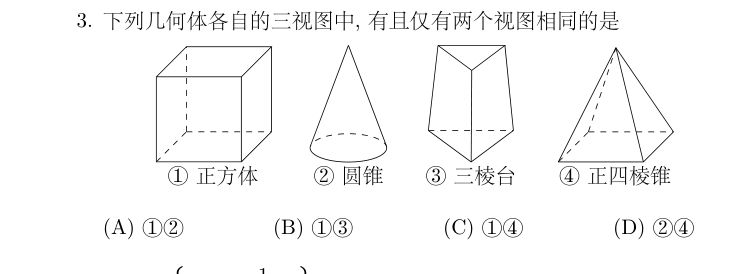 3. 下列几何体各自的三视图中, 有且仅有两个视图相同的是
① 正方体 ② 圆锥 ③ 三棱台 ④ 正四棱锥
(A) ①② (B) ①③ (C) ①④ (D) ②④